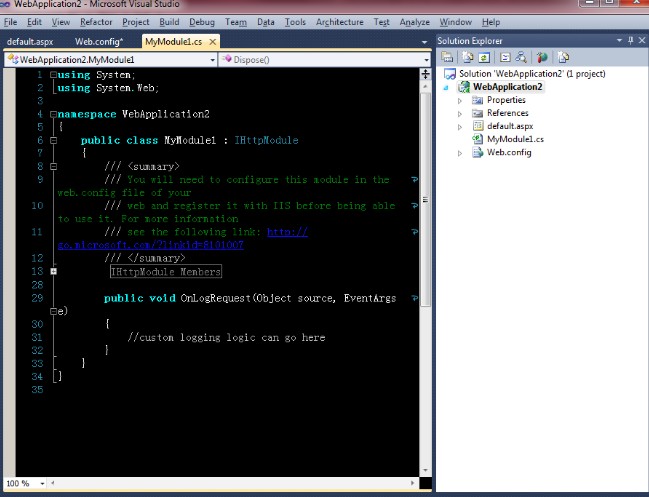 WebApplication2 - Microsoft Visual Studio
File Edit View Refactor Project Build Debug Team Data Tools Architecture Test Analyze Window Help
default.aspx Web.config* MyModule1.cs
WebApplication2.MyModule1 Dispose()
1 using System;
2 using System.Web;
3
4 namespace WebApplication2
5 {
6 public class MyModule1 : IHttpModule
7 {
8 /// <summary>
9 /// You will need to configure this module in the
web.config file of your
10 /// web and register it with IIS before being able
to use it. For more information
11 /// see the following link: http://
go.microsoft.com/?linkid=8101007
12 /// </summary>
13 IHttpModule Members
28
29 public void OnLogRequest(Object source, EventArgs
e)
30 {
31 //custom logging logic can go here
32 }
33 }
34 }
35
100 %
Solution Explorer
Solution 'WebApplication2' (1 project)
WebApplication2
Properties
References
default.aspx
MyModule1.cs
Web.config